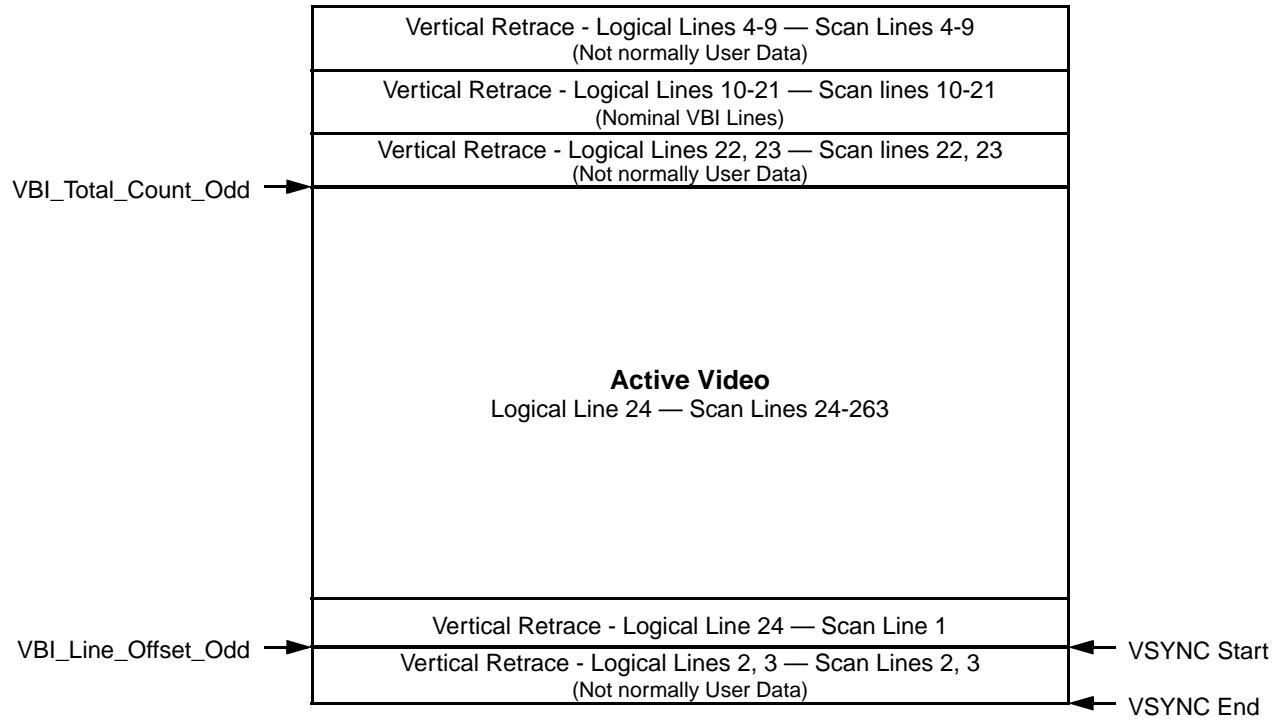 Vertical Retrace - Logical Lines 4-9 — Scan Lines 4-9
(Not normally User Data)
Vertical Retrace - Logical Lines 10-21 — Scan lines 10-21
(Nominal VBI Lines)
Vertical Retrace - Logical Lines 22, 23 — Scan lines 22, 23
(Not normally User Data)
VBI_Total_Count_Odd
Active Video
Logical Line 24 — Scan Lines 24-263
Vertical Retrace - Logical Line 24 — Scan Line 1
VBI_Line_Offset_Odd
VSYNC Start
Vertical Retrace - Logical Lines 2, 3 — Scan Lines 2, 3
(Not normally User Data)
VSYNC End